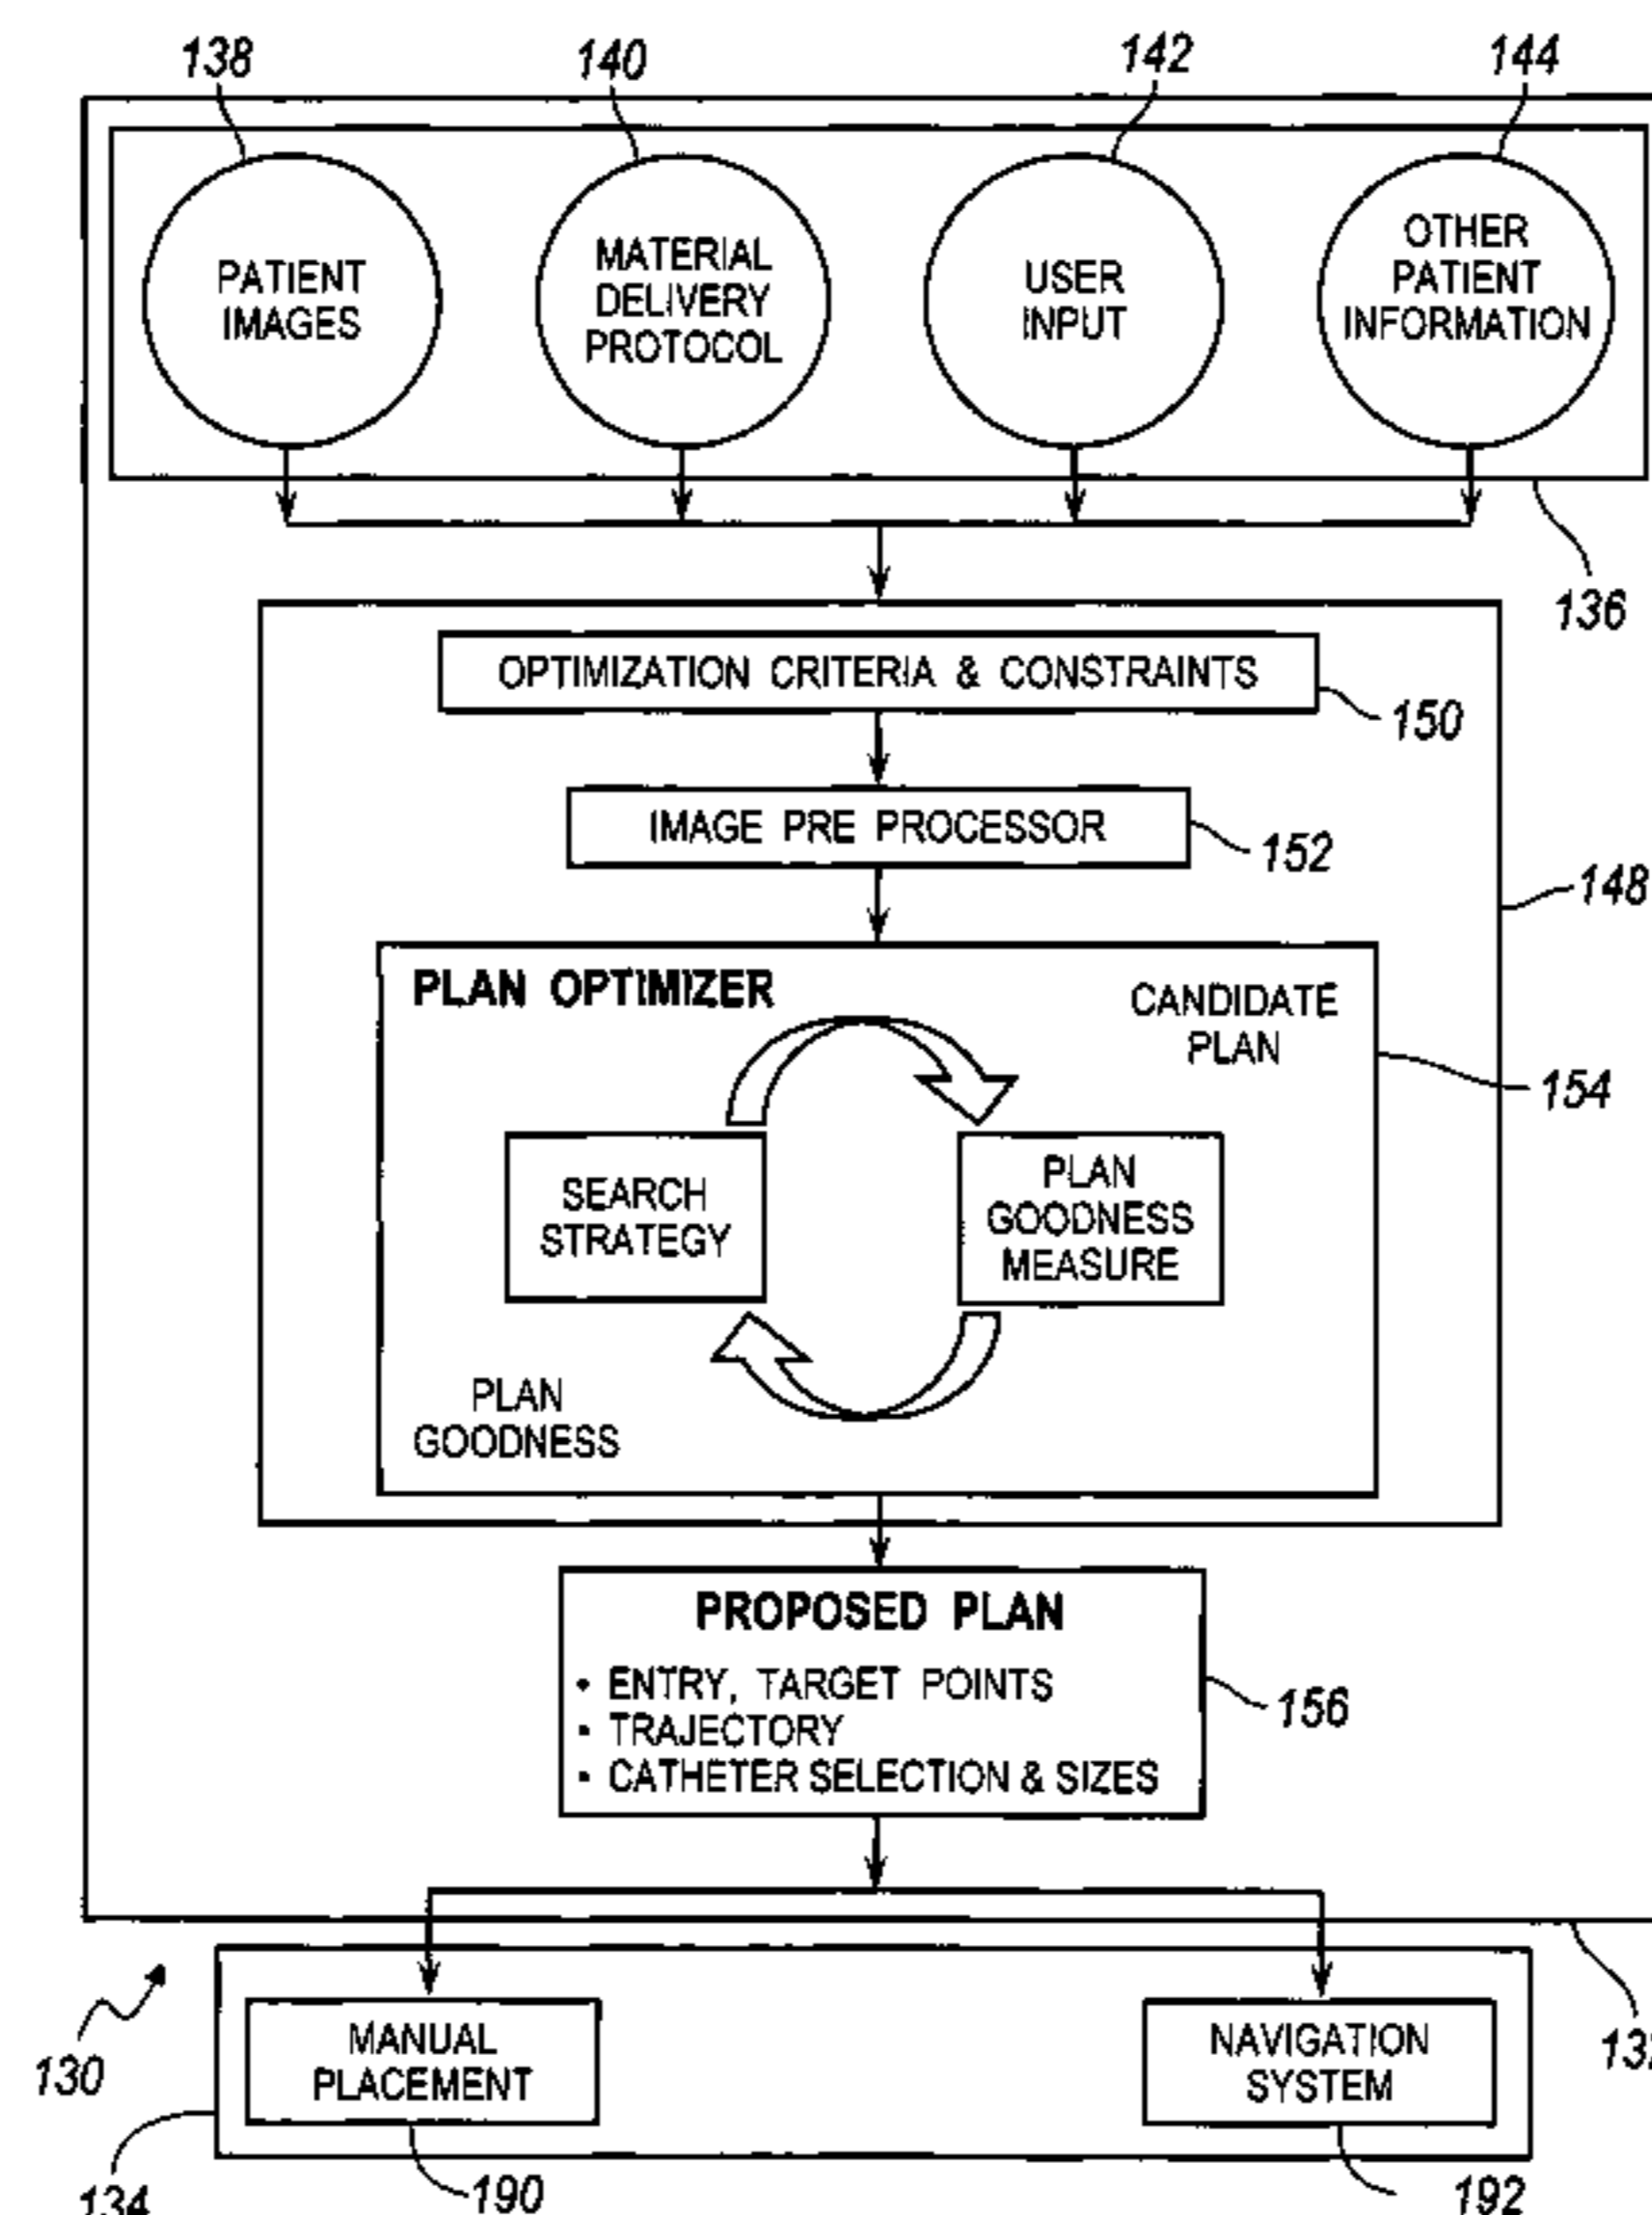 138
140
142
144
PATIENT
IMAGES
MATERIAL
DELIVERY
PROTOCOL
USER
INPUT
OTHER
PATIENT
INFORMATION
136
OPTIMIZATION CRITERIA & CONSTRAINTS
150
IMAGE PRE PROCESSOR
152
148
PLAN OPTIMIZER
CANDIDATE
PLAN
154
SEARCH
STRATEGY
PLAN
GOODNESS
MEASURE
PLAN
GOODNESS
PROPOSED PLAN
• ENTRY, TARGET POINTS
• TRAJECTORY
• CATHETER SELECTION & SIZES
156
130
MANUAL
PLACEMENT
NAVIGATION
SYSTEM
134
190
192